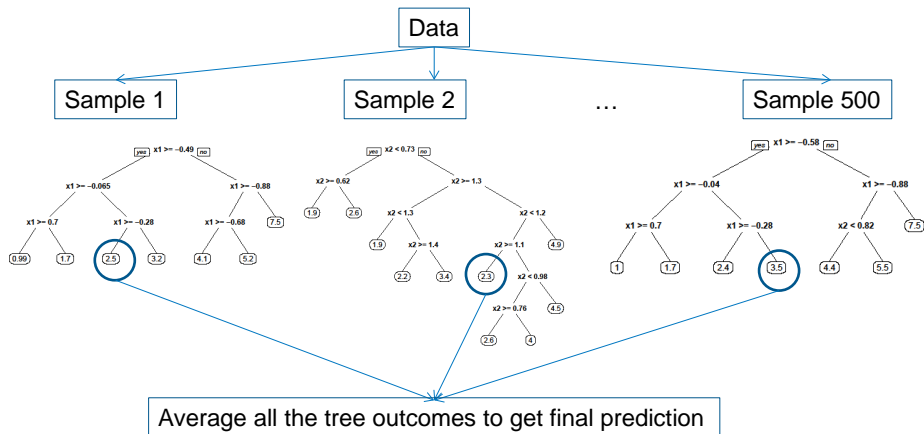 Data
Sample 1
Sample 2
...
Sample 500
yes x1 >= -0.49 no
x1 >= -0.065
x1 >= -0.88
x1 >= 0.7
x1 >= -0.28
x1 >= -0.68
7.5
0.99
1.7
2.5
3.2
4.1
5.2
yes x2 < 0.73 no
x2 >= 0.62
x2 >= 1.3
1.9
2.6
x2 < 1.3
x2 < 1.2
1.9
x2 >= 1.4
x2 >= 1.1
4.9
2.2
3.4
2.3
x2 < 0.98
x2 >= 0.76
4.5
2.6
4
yes x1 >= -0.58 no
x1 >= -0.04
x1 >= -0.88
x1 >= 0.7
x1 >= -0.28
x2 < 0.82
7.5
1
1.7
2.4
3.5
4.4
5.5
Average all the tree outcomes to get final prediction